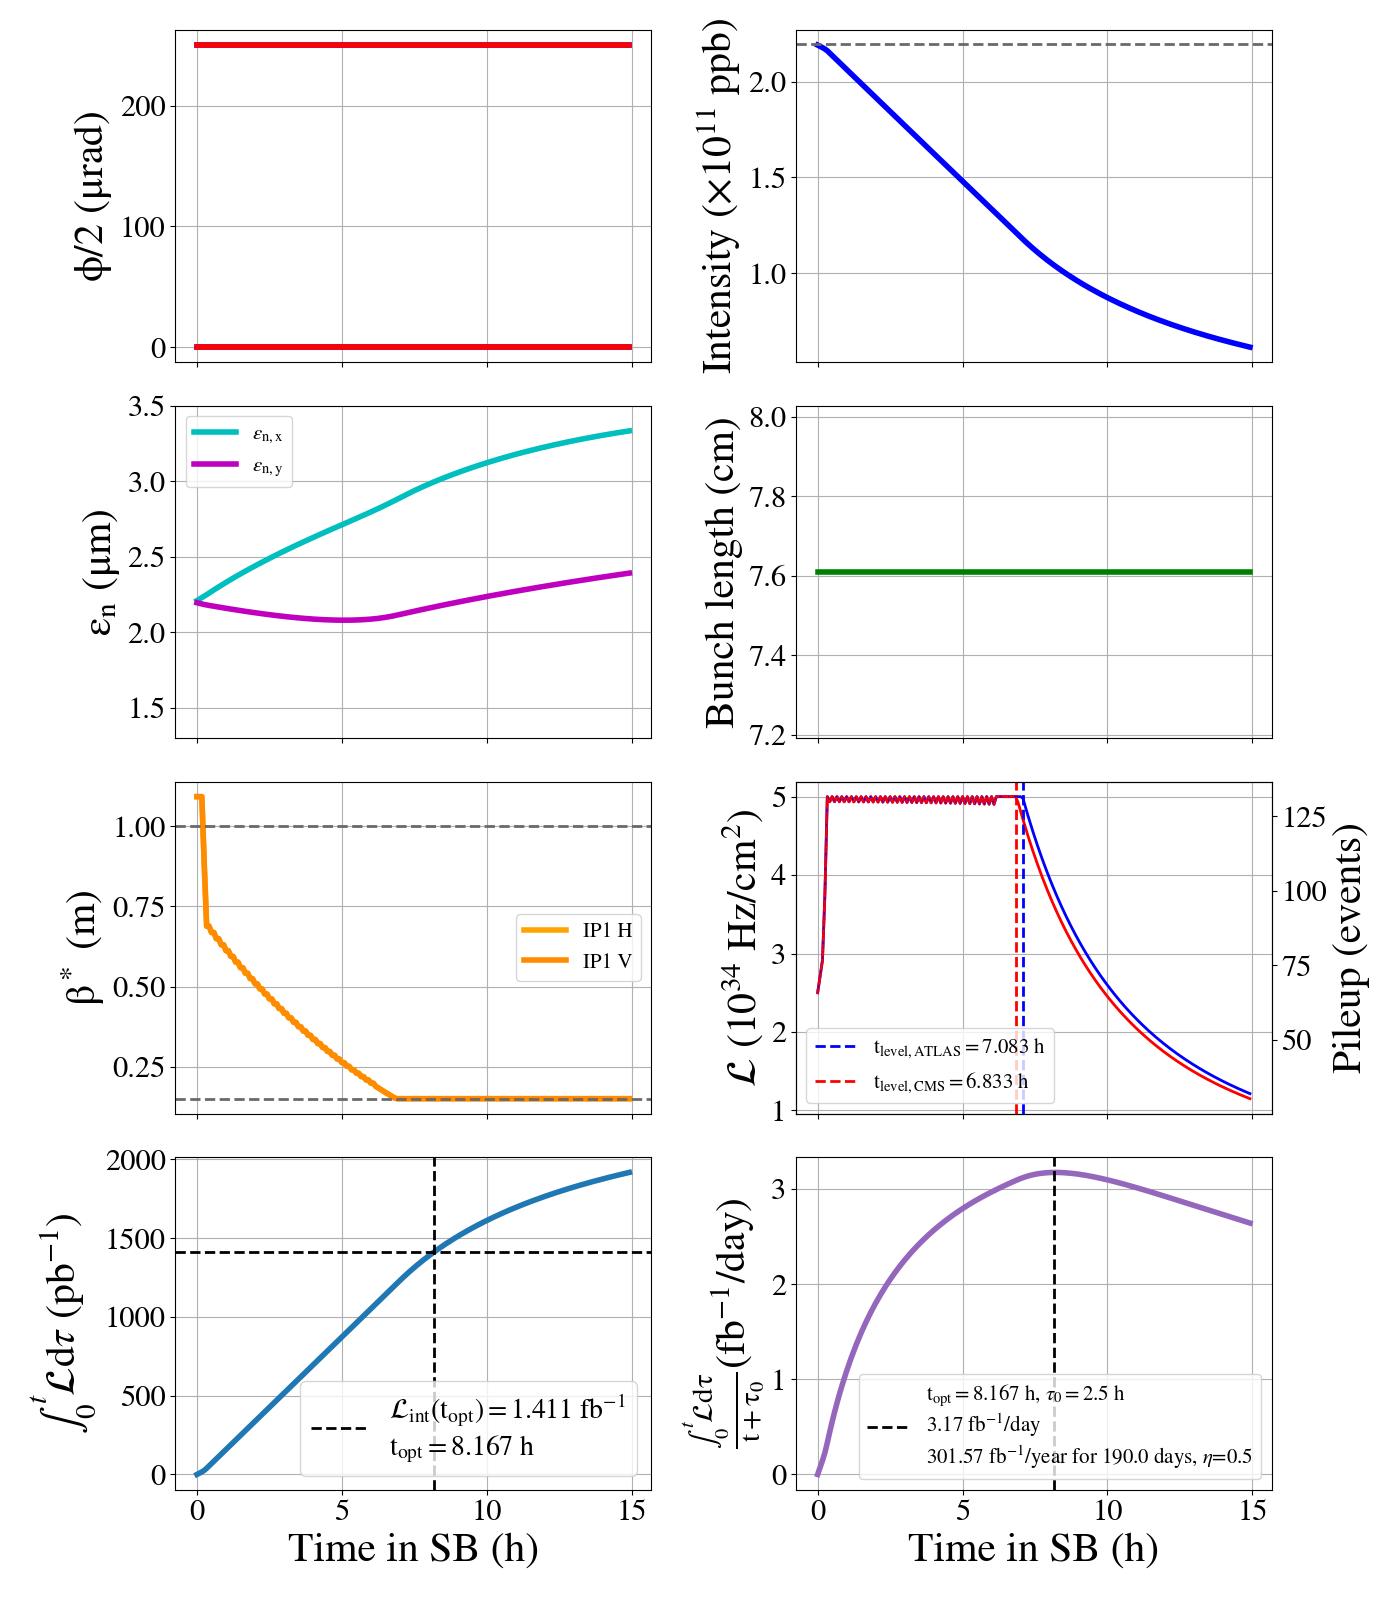 ϕ/2 (μrad)
200
100
0
Intensity (×10¹¹ ppb)
2.0
1.5
1.0
εₙ (μm)
3.5
3.0
2.5
2.0
1.5
εn, x
εn, y
Bunch length (cm)
8.0
7.8
7.6
7.4
7.2
β* (m)
1.00
0.75
0.50
0.25
IP1 H
IP1 V
ℒ (10³⁴ Hz/cm²)
5
4
3
2
1
t_level, ATLAS = 7.083 h
t_level, CMS = 6.833 h
125
100
75
50
Pileup (events)
∫₀ᵗ ℒdτ (pb⁻¹)
2000
1500
1000
500
0
ℒ_int(t_opt) = 1.411 fb⁻¹
t_opt = 8.167 h
0 5 10 15
Time in SB (h)
∫₀ᵗ ℒdτ
t + τ₀
(fb⁻¹/day)
3
2
1
0
t_opt = 8.167 h, τ₀ = 2.5 h
3.17 fb⁻¹/day
301.57 fb⁻¹/year for 190.0 days, η=0.5
0 5 10 15
Time in SB (h)